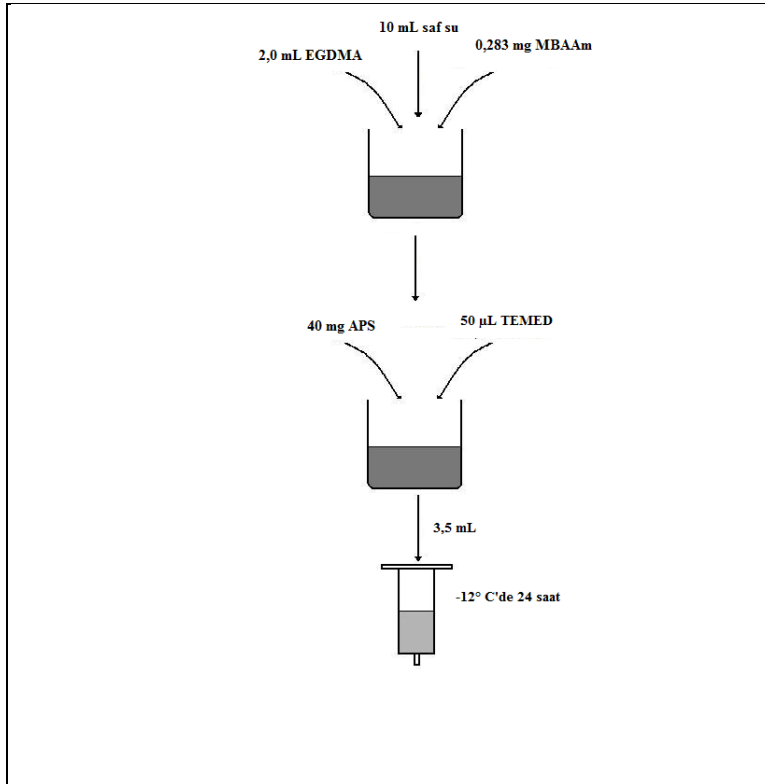 10 mL saf su
2,0 mL EGDMA
0,283 mg MBAAm
40 mg APS
50 µL TEMED
3,5 mL
-12° C'de 24 saat